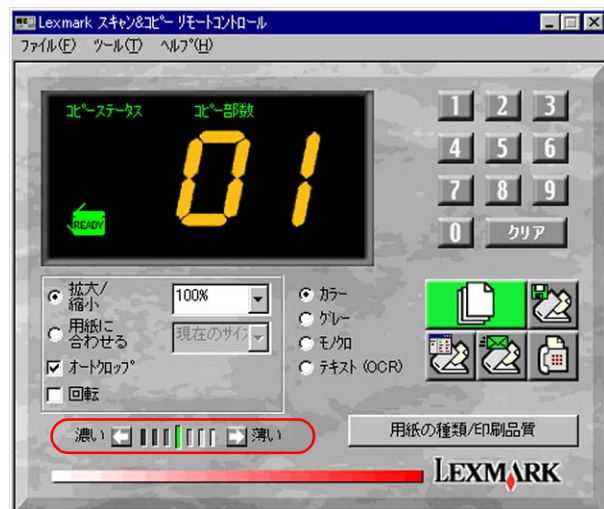 Lexmark スキャン&コピー リモートコントロール
ファイル(F) ツール(T) ヘルプ(H)
コピーステータス コピー部数
01
READY
1 2 3
4 5 6
7 8 9
0 クリア
拡大/
縮小
100%
用紙に
合わせる
現在のサイズ
オートクロップ
回転
カラー
グレー
モノクロ
テキスト (OCR)
濃い 薄い
用紙の種類/印刷品質
LEXMARK